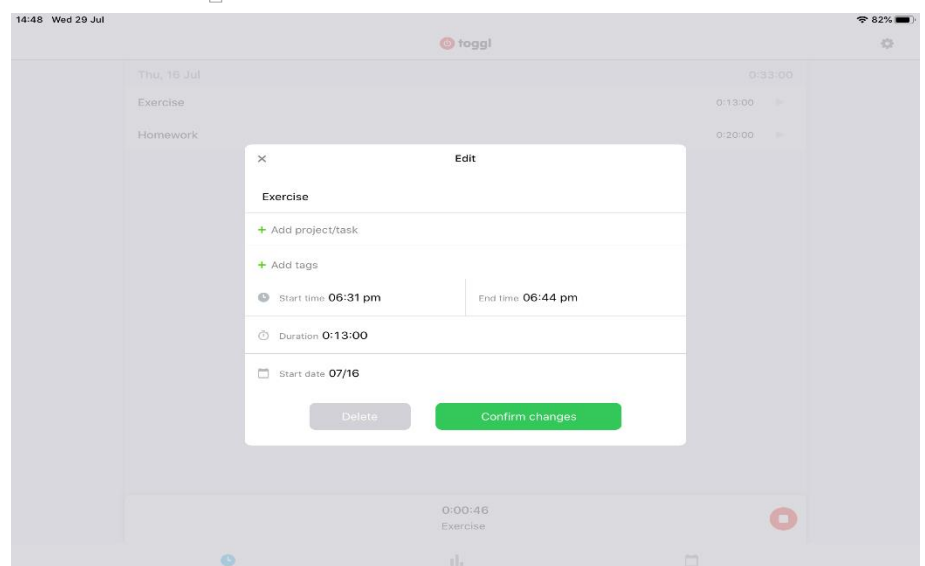 14:48 Wed 29 Jul 82%
toggl
Thu, 16 Jul 0:33:00
Exercise 0:13:00
Homework 0:20:00
Edit
Exercise
+ Add project/task
+ Add tags
Start time 06:31 pm End time 06:44 pm
Duration 0:13:00
Start date 07/16
Delete Confirm changes
0:00:46
Exercise